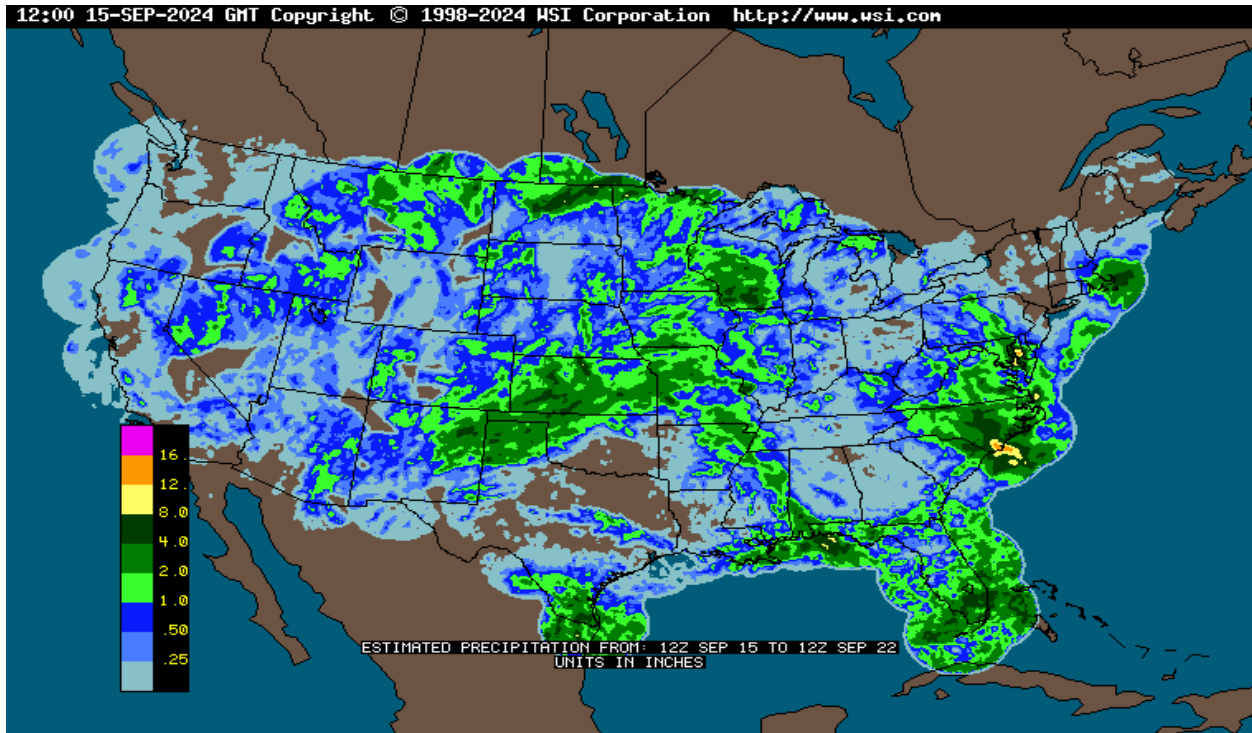 12:00 15-SEP-2024 GMT Copyright © 1998-2024 WSI Corporation http://www.wsi.com
16.
12.
8.0
4.0
2.0
1.0
.50
.25
ESTIMATED PRECIPITATION FROM: 12Z SEP 15 TO 12Z SEP 22
UNITS IN INCHES